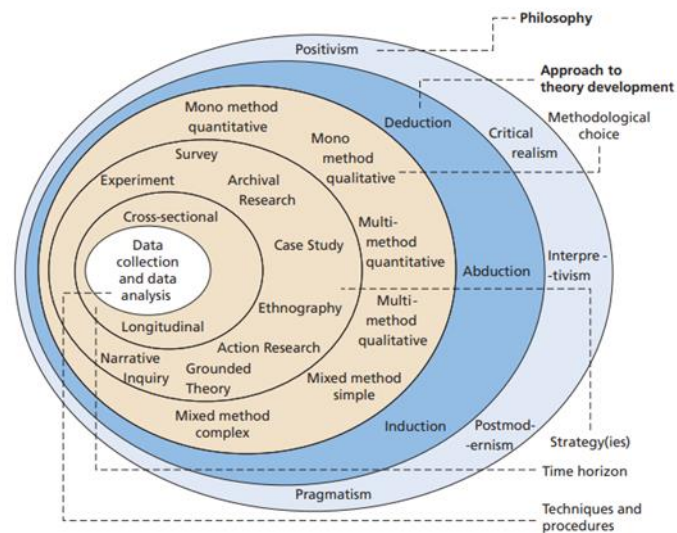 Philosophy
Positivism
Approach to
theory development
Mono method
quantitative
Deduction
Methodological
choice
Critical
realism
Mono
method
qualitative
Survey
Experiment
Archival
Research
Cross-sectional
Data
collection
and data
analysis
Case Study
Multi-
method
quantitative
Abduction
Interpre-
-tivism
Ethnography
Multi-
method
qualitative
Longitudinal
Action Research
Narrative
Inquiry
Grounded
Theory
Mixed method
simple
Mixed method
complex
Induction
Postmod-
-ernism
Strategy(ies)
Time horizon
Pragmatism
Techniques and
procedures